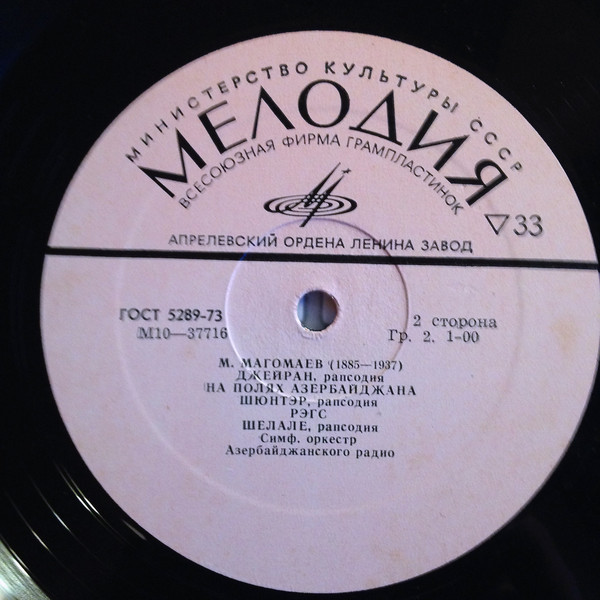 МИНИСТЕРСТВО КУЛЬТУРЫ СССР
МЕЛОДИЯ
ВСЕСОЮЗНАЯ ФИРМА ГРАМПЛАСТИНОК
▽33
АПРЕЛЕВСКИЙ ОРДЕНА ЛЕНИНА ЗАВОД
ГОСТ 5289-73
М10—37716
2 сторона
Гр. 2. 1-00
М. МАГОМАЕВ (1885—1937)
ДЖЕЙРАН, рапсодия
НА ПОЛЯХ АЗЕРБАЙДЖАНА
ШЮНТЭР, рапсодия
РЭГС
ШЕЛАЛЕ, рапсодия
Симф. оркестр
Азербайджанского радио